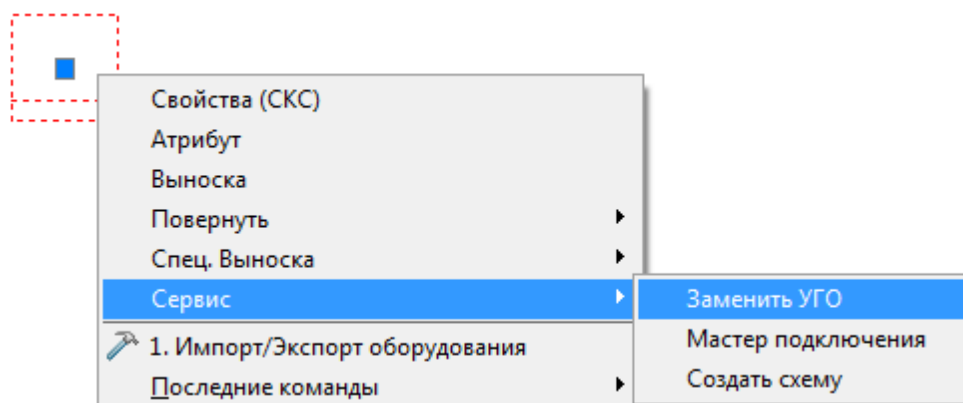 Свойства (СКС)
Атрибут
Выноска
Повернуть
Спец. Выноска
Сервис
1. Импорт/Экспорт оборудования
Последние команды
Заменить УГО
Мастер подключения
Создать схему